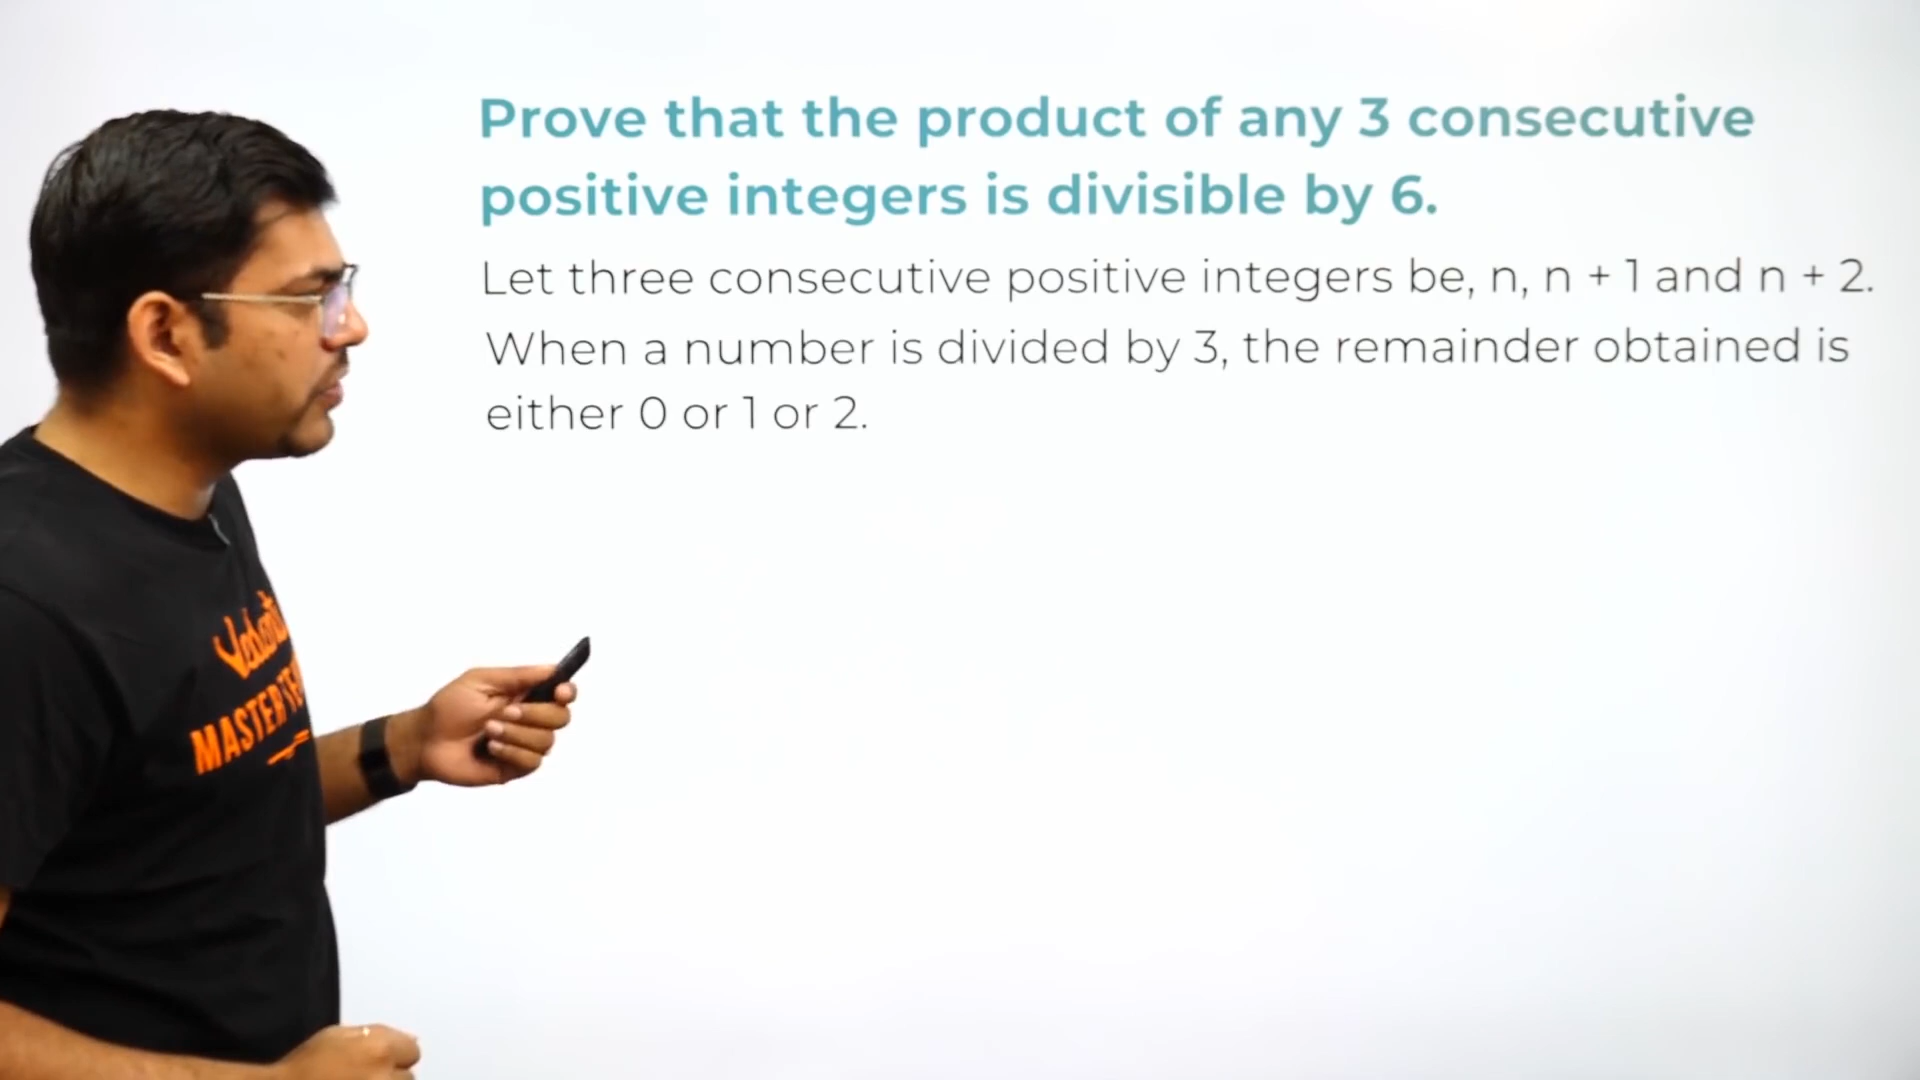 Prove that the product of any 3 consecutive
positive integers is divisible by 6.
Let three consecutive positive integers be, n, n + 1 and n + 2.
When a number is divided by 3, the remainder obtained is
either 0 or 1 or 2.
Vedantu
MASTER